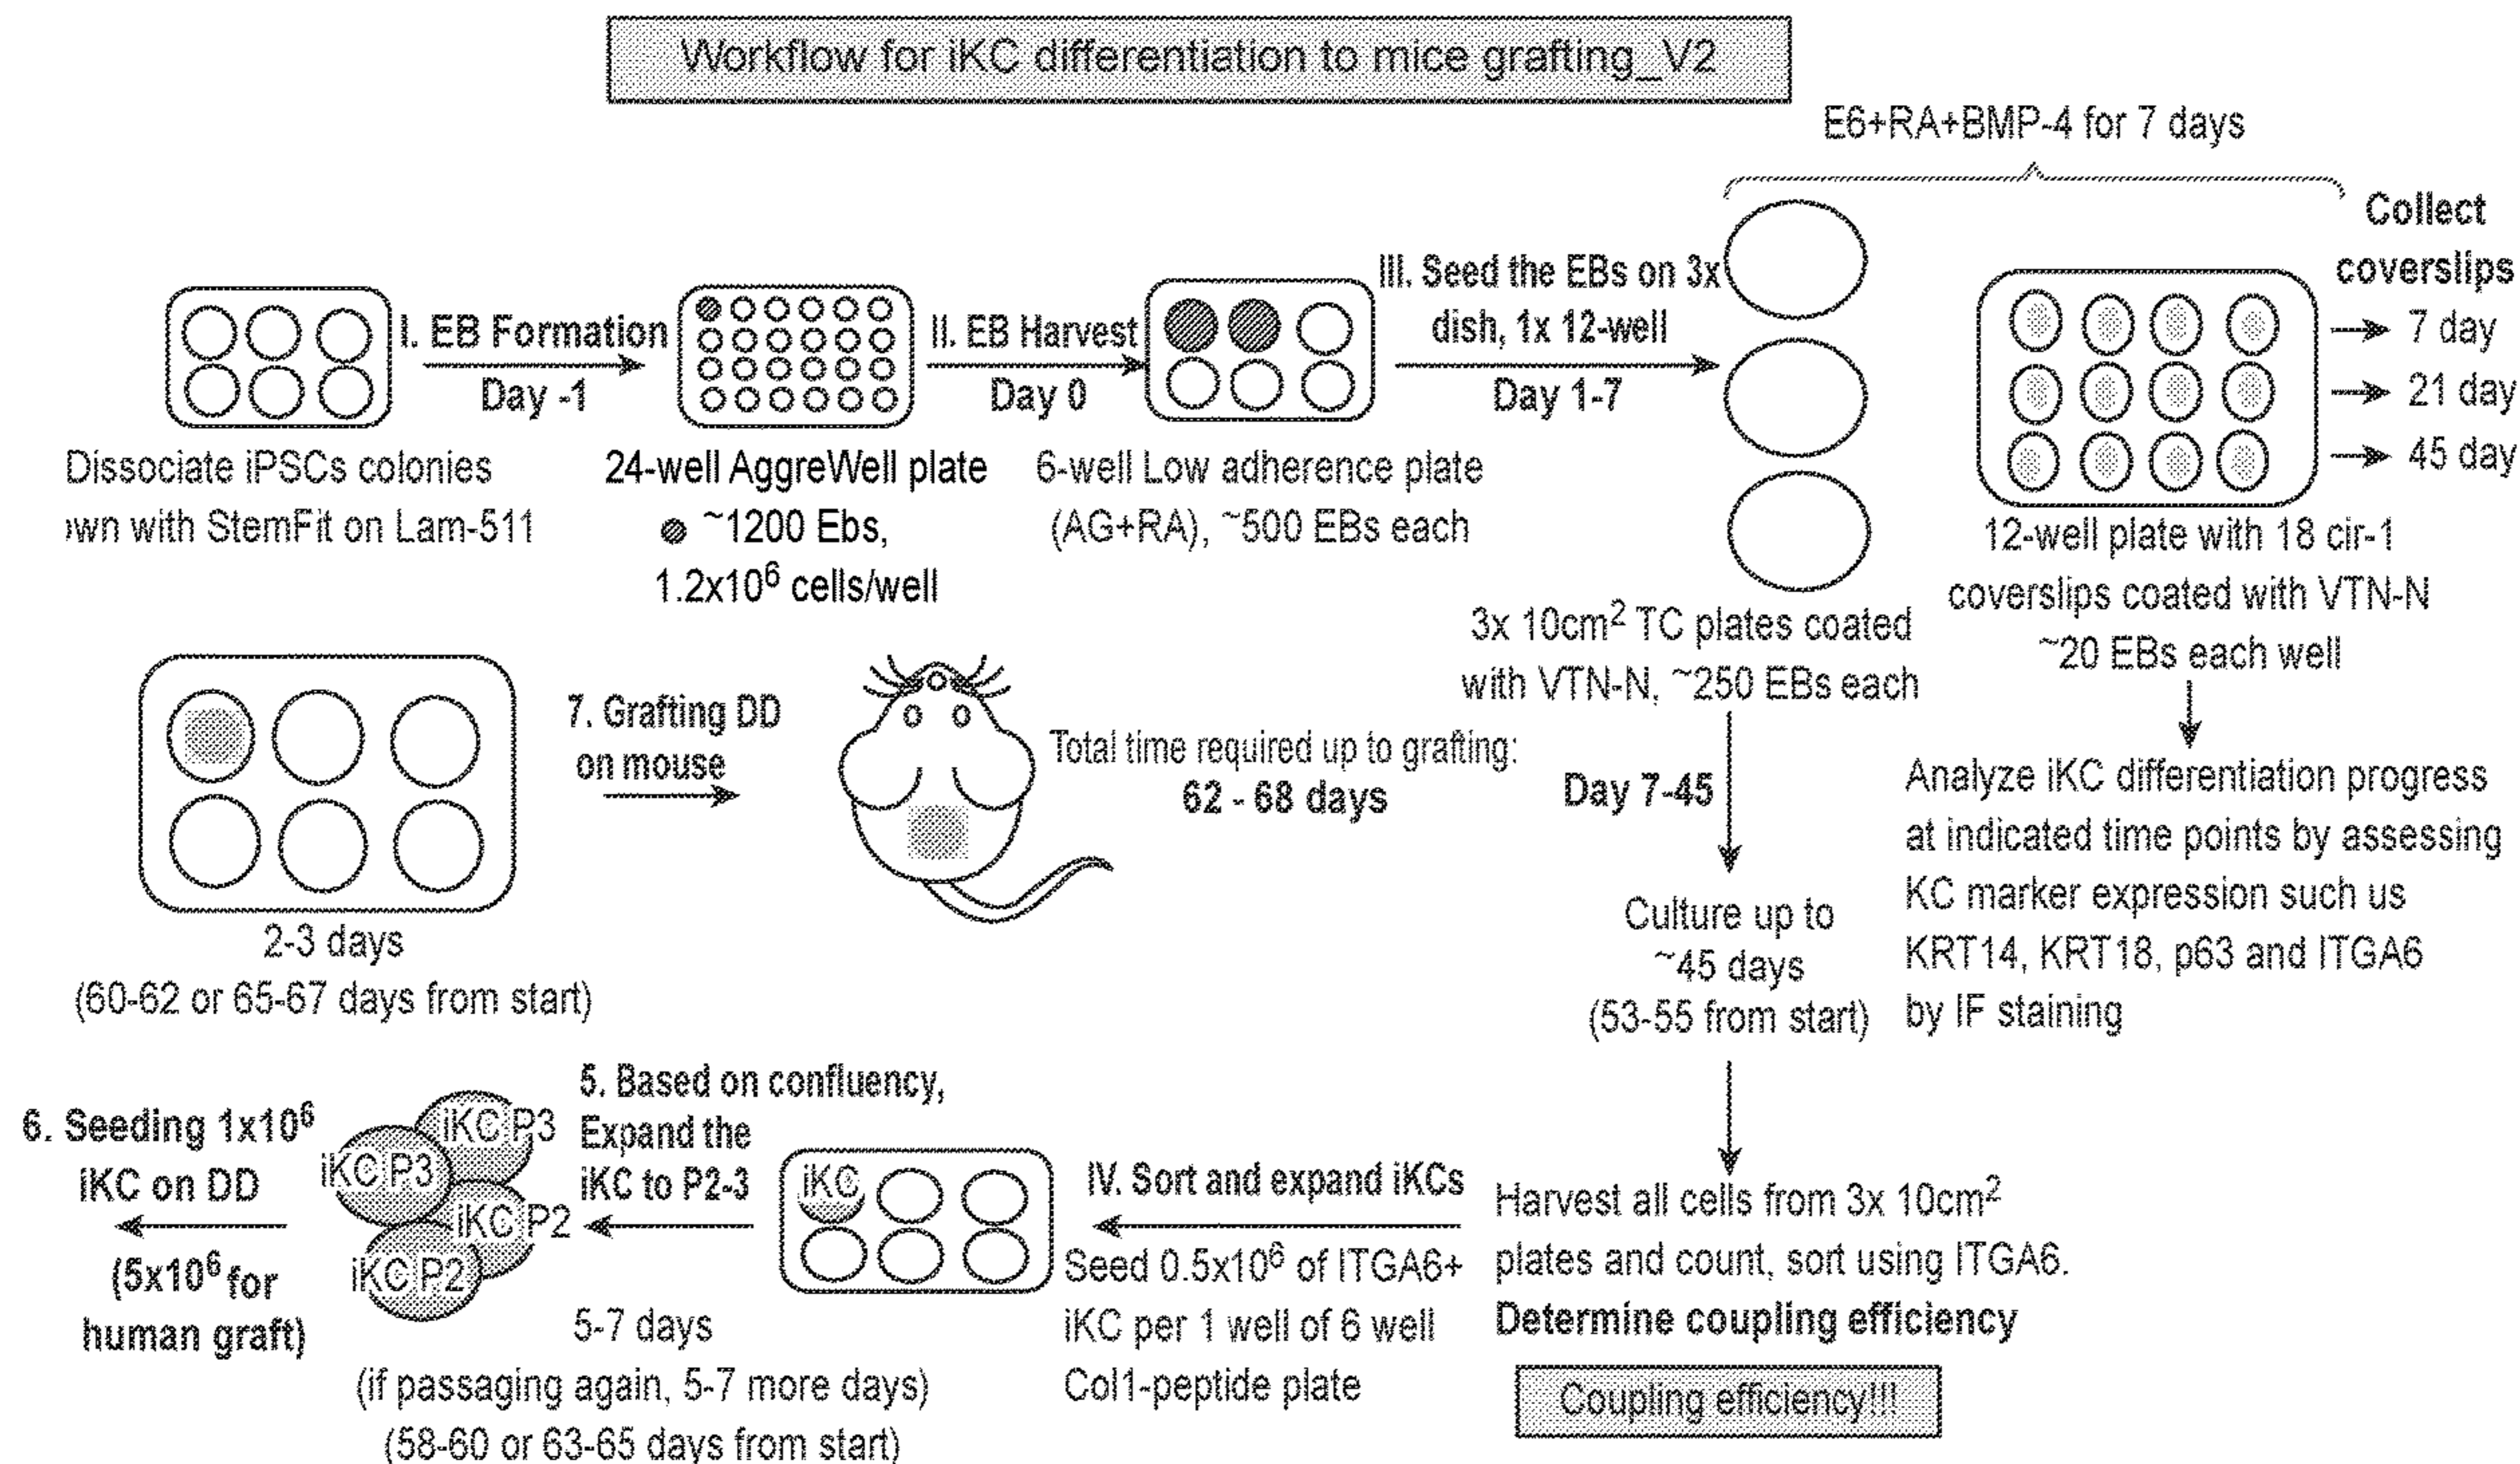 Workflow for iKC differentiation to mice grafting_V2
E6+RA+BMP-4 for 7 days
Collect
coverslips
7 day
21 day
45 day
I. EB Formation
Day -1
II. EB Harvest
Day 0
III. Seed the EBs on 3x
dish, 1x 12-well
Day 1-7
Dissociate iPSCs colonies
with StemFit on Lam-511
24-well AggreWell plate
~1200 Ebs,
1.2x10⁶ cells/well
6-well Low adherence plate
(AG+RA), ~500 EBs each
3x 10cm² TC plates coated
with VTN-N, ~250 EBs each
12-well plate with 18 cir-1
coverslips coated with VTN-N
~20 EBs each well
Day 7-45
Culture up to
~45 days
(53-55 from start)
Analyze iKC differentiation progress
at indicated time points by assessing
KC marker expression such us
KRT14, KRT18, p63 and ITGA6
by IF staining
Harvest all cells from 3x 10cm²
plates and count, sort using ITGA6.
Determine coupling efficiency
Coupling efficiency!!!
IV. Sort and expand iKCs
Seed 0.5x10⁶ of ITGA6+
iKC per 1 well of 6 well
Col1-peptide plate
iKC
5. Based on confluency,
Expand the
iKC to P2-3
5-7 days
(if passaging again, 5-7 more days)
(58-60 or 63-65 days from start)
iKC P3
iKC P3
iKC P2
iKC P2
6. Seeding 1x10⁶
iKC on DD
(5x10⁶ for
human graft)
2-3 days
(60-62 or 65-67 days from start)
7. Grafting DD
on mouse
Total time required up to grafting:
62 - 68 days